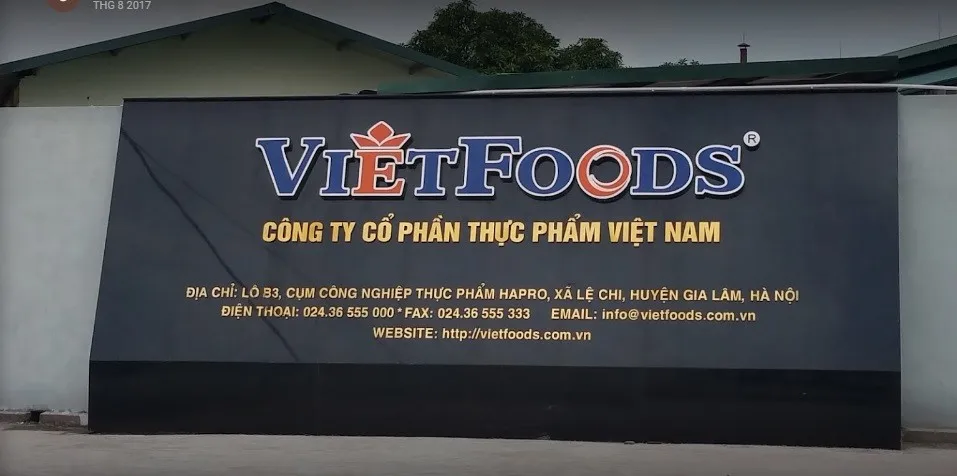 THG 8 2017
VIETFOODS®
CÔNG TY CỔ PHẦN THỰC PHẨM VIỆT NAM
ĐỊA CHỈ: LÔ B3, CỤM CÔNG NGHIỆP THỰC PHẨM HAPRO, XÃ LỆ CHI, HUYỆN GIA LÂM, HÀ NỘI
ĐIỆN THOẠI: 024.36 555 000 * FAX: 024.36 555 333 EMAIL: info@vietfoods.com.vn
WEBSITE: http://vietfoods.com.vn